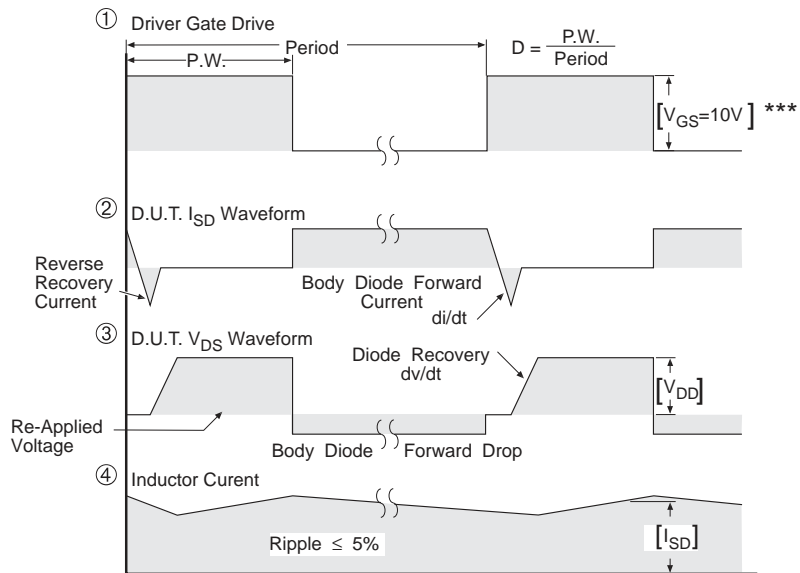 ① Driver Gate Drive
Period
P.W.
D = P.W. / Period
[VGS=10V] ***
② D.U.T. ISD Waveform
Reverse
Recovery
Current
Body Diode Forward
Current
di/dt
③ D.U.T. VDS Waveform
Diode Recovery
dv/dt
[VDD]
Re-Applied
Voltage
Body Diode Forward Drop
④ Inductor Curent
Ripple ≤ 5%
[ISD]